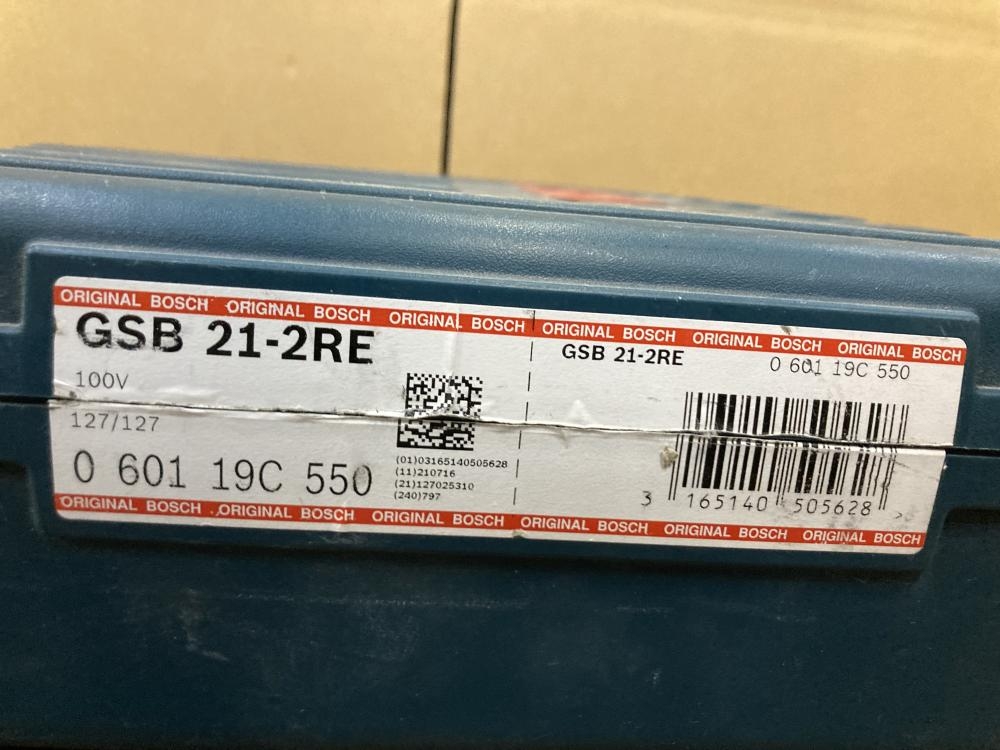 ORIGINAL BOSCH ORIGINAL BOSCH ORIGINAL BOSCH ORIGINAL BOSCH ORIGINAL BOSCH ORIGINAL BOSCH
GSB 21-2RE
100V
127/127
0 601 19C 550
(01)03165140505628
(11)210716
(21)127025310
(240)797
GSB 21-2RE
0 601 19C 550
3 165140 505628 >
ORIGINAL BOSCH ORIGINAL BOSCH ORIGINAL BOSCH ORIGINAL BOSCH ORIGINAL BOSCH ORIGINAL BOSCH